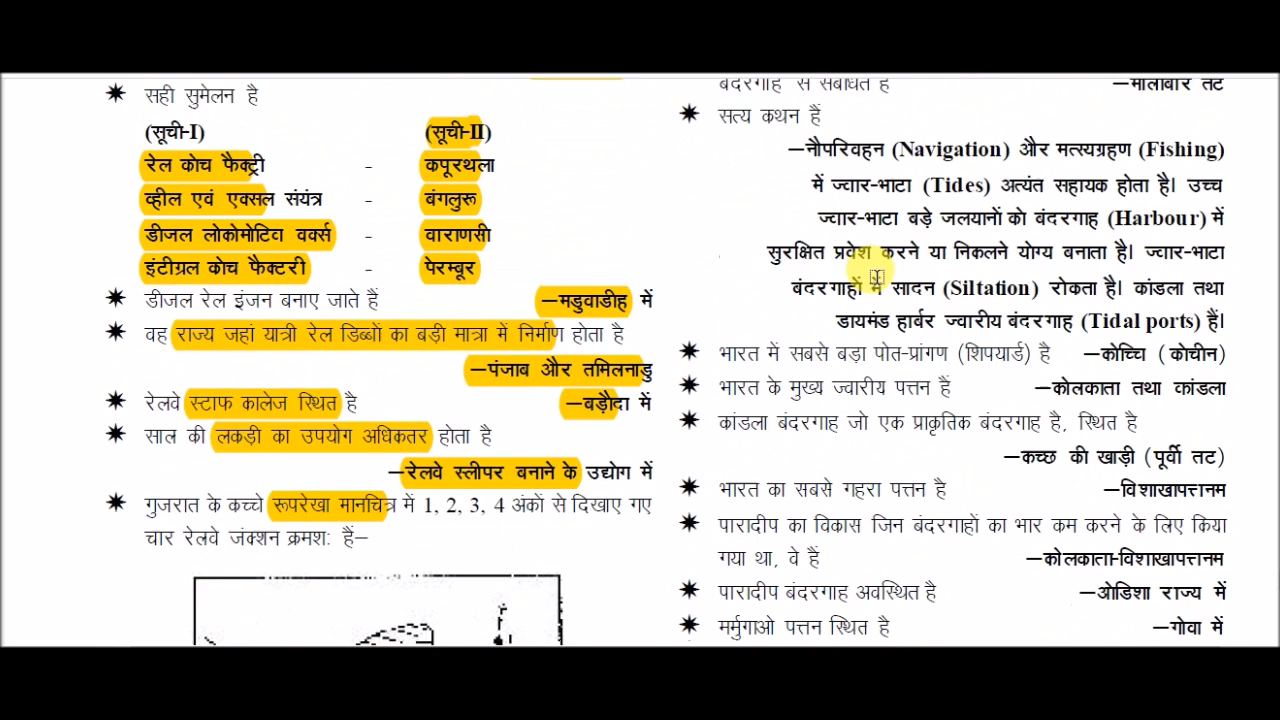 सही सुमेलन है
(सूची-I) (सूची-II)
रेल कोच फैक्ट्री - कपूरथला
व्हील एवं एक्सल संयंत्र - बंगलुरू
डीजल लोकोमोटिव वर्क्स - वाराणसी
इंटीग्रल कोच फैक्टरी - पेरम्बूर
डीजल रेल इंजन बनाए जाते हैं —मडुवाडीह में
वह राज्य जहां यात्री रेल डिब्बों का बड़ी मात्रा में निर्माण होता है
—पंजाब और तमिलनाडु
रेलवे स्टाफ कालेज स्थित है —बड़ौदा में
साल की लकड़ी का उपयोग अधिकतर होता है
—रेलवे स्लीपर बनाने के उद्योग में
गुजरात के कच्चे रूपरेखा मानचित्र में 1, 2, 3, 4 अंकों से दिखाए गए
चार रेलवे जंक्शन क्रमश: हैं–
बंदरगाह से संबंधित है —मालाबार तट
सत्य कथन हैं
—नौपरिवहन (Navigation) और मत्स्यग्रहण (Fishing)
में ज्वार-भाटा (Tides) अत्यंत सहायक होता है। उच्च
ज्वार-भाटा बड़े जलयानों को बंदरगाह (Harbour) में
सुरक्षित प्रवेश करने या निकलने योग्य बनाता है। ज्वार-भाटा
बंदरगाहों में सादन (Siltation) रोकता है। कांडला तथा
डायमंड हार्बर ज्वारीय बंदरगाह (Tidal ports) हैं।
भारत में सबसे बड़ा पोत-प्रांगण (शिपयार्ड) है —कोच्चि (कोचीन)
भारत के मुख्य ज्वारीय पत्तन हैं —कोलकाता तथा कांडला
कांडला बंदरगाह जो एक प्राकृतिक बंदरगाह है, स्थित है
—कच्छ की खाड़ी (पूर्वी तट)
भारत का सबसे गहरा पत्तन है —विशाखापत्तनम
पारादीप का विकास जिन बंदरगाहों का भार कम करने के लिए किया
गया था, वे हैं —कोलकाता-विशाखापत्तनम
पारादीप बंदरगाह अवस्थित है —ओडिशा राज्य में
मर्मुगाओ पत्तन स्थित है —गोवा में